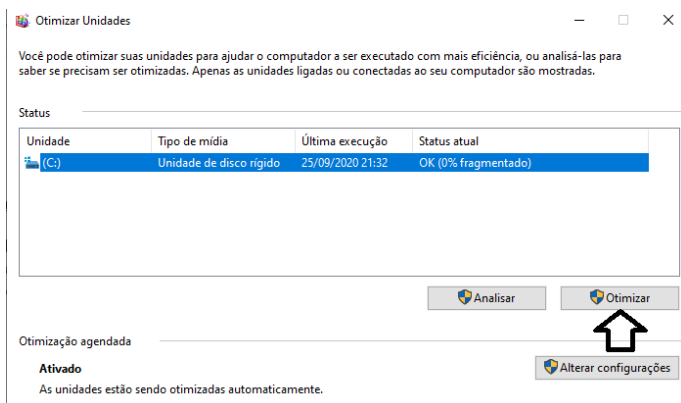 Otimizar Unidades
Você pode otimizar suas unidades para ajudar o computador a ser executado com mais eficiência, ou analisá-las para
saber se precisam ser otimizadas. Apenas as unidades ligadas ou conectadas ao seu computador são mostradas.
Status
Unidade Tipo de mídia Última execução Status atual
(C:) Unidade de disco rígido 25/09/2020 21:32 OK (0% fragmentado)
Analisar Otimizar
Otimização agendada
Ativado Alterar configurações
As unidades estão sendo otimizadas automaticamente.